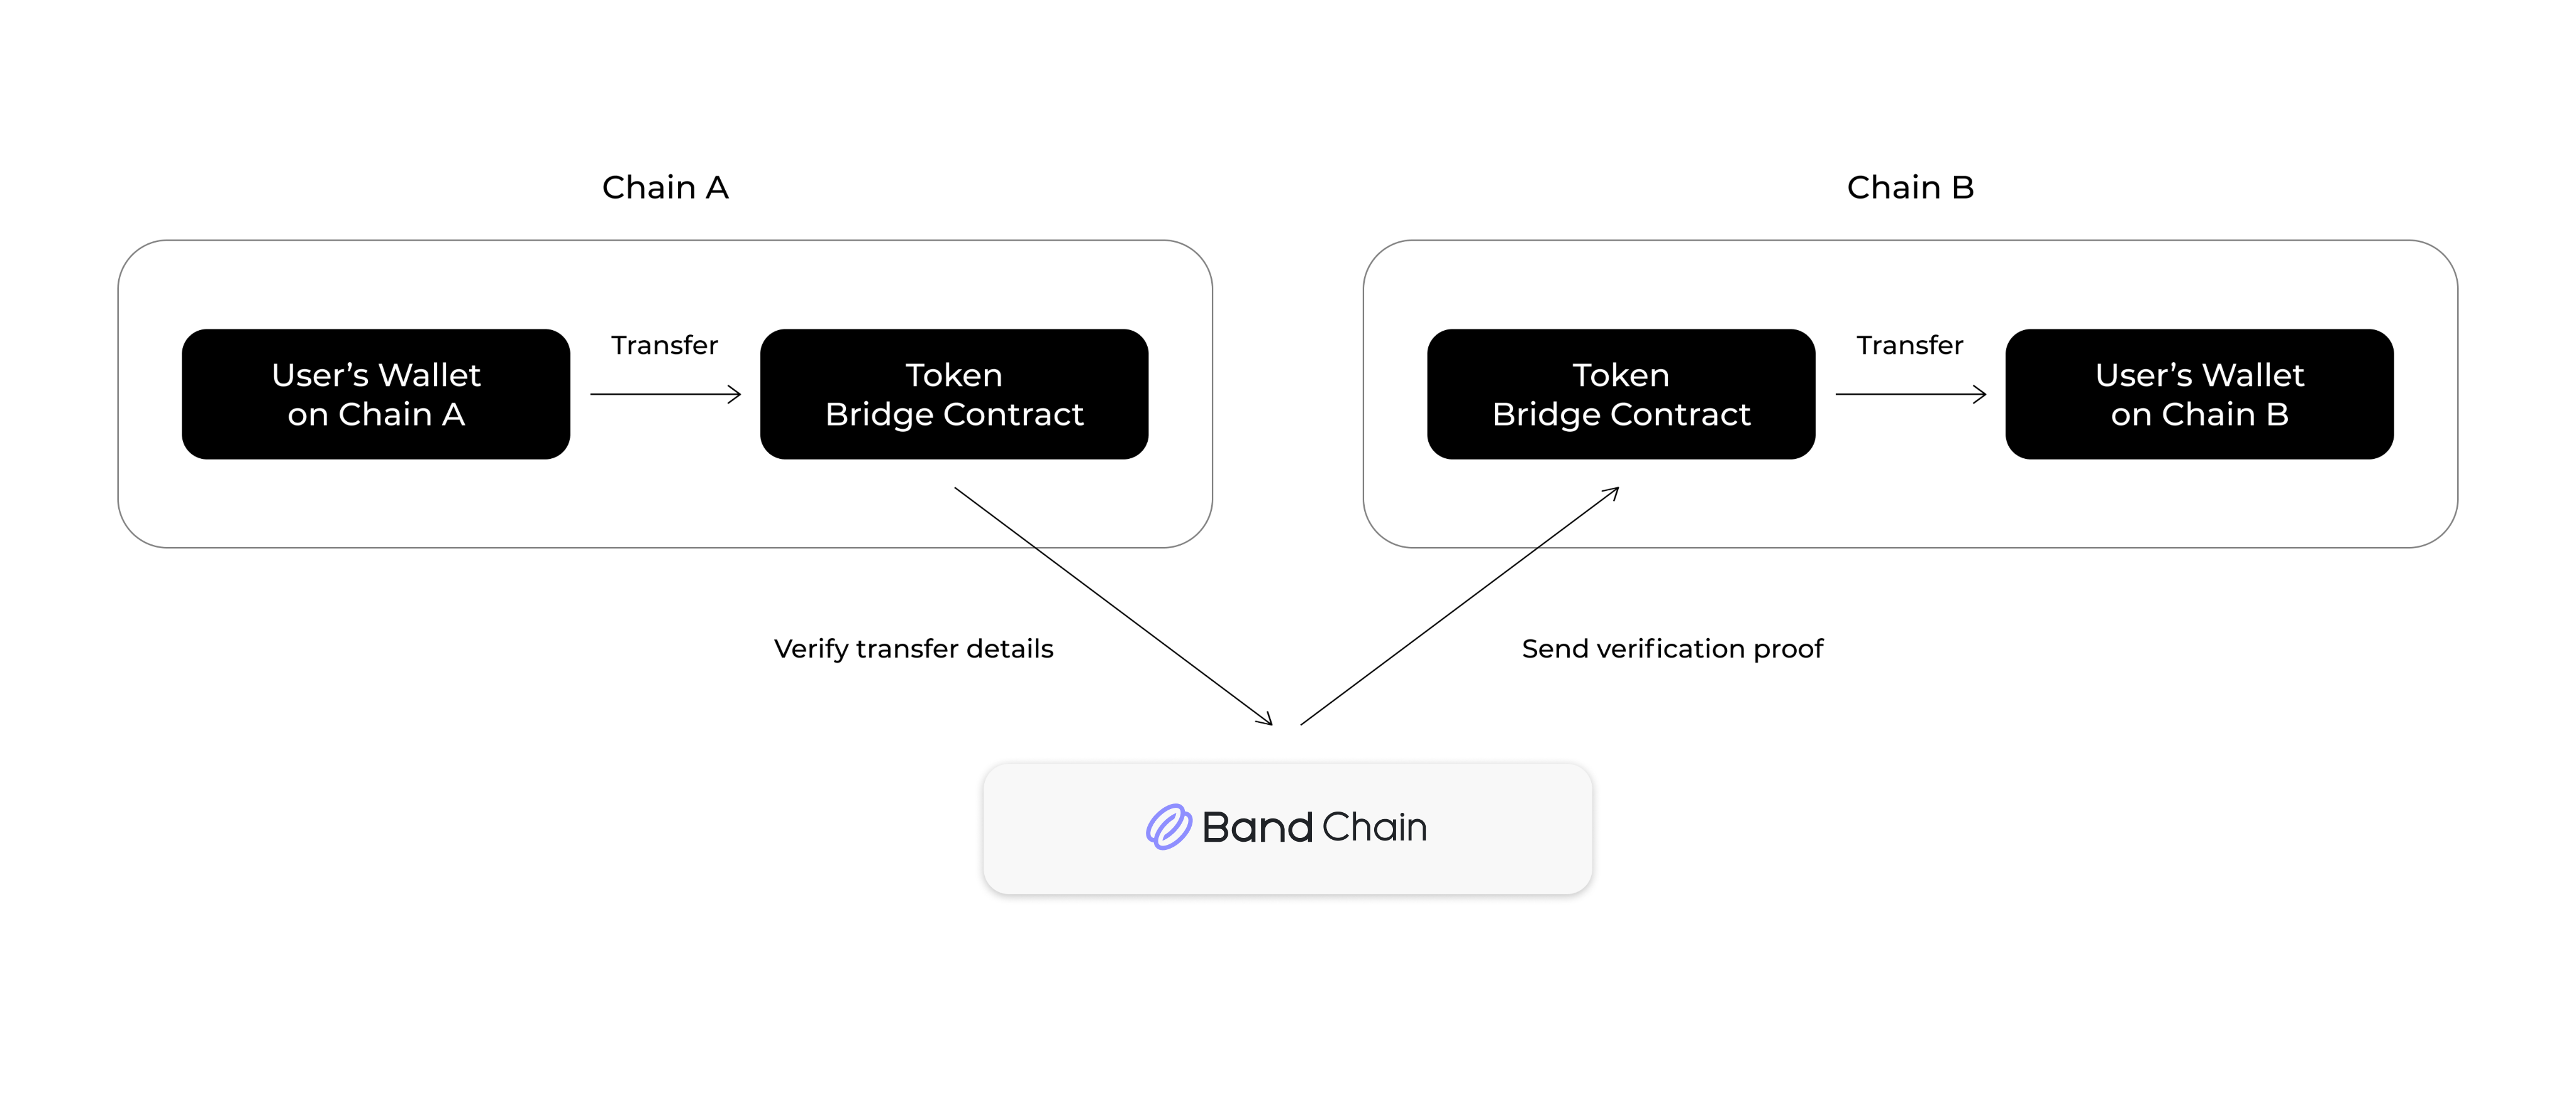 Chain A
User’s Wallet
on Chain A
Transfer
Token
Bridge Contract
Chain B
Token
Bridge Contract
Transfer
User’s Wallet
on Chain B
Verify transfer details
Send verification proof
Band Chain